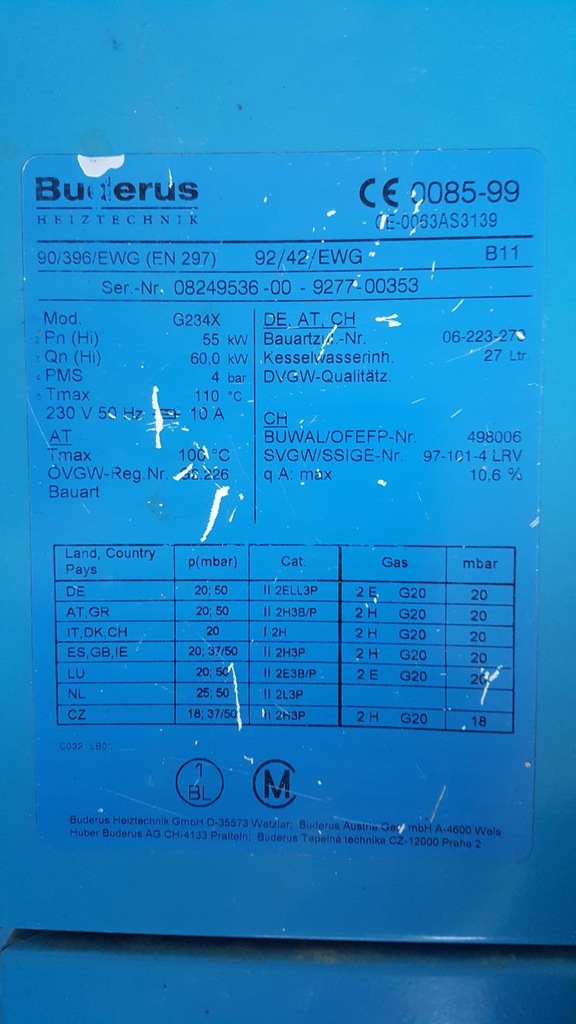 Buderus
HEIZTECHNIK
CE 0085-99
CE-0063AS3139
90/396/EWG (EN 297) 92/42/EWG B11
Ser.-Nr. 08249536-00-9277-00353
Mod. G234X
2 Pn (Hi) 55 kW
3 Qn (Hi) 60,0 kW
4 PMS 4 bar
5 Tmax 110 °C
230 V 50 Hz 10 A
AT
Tmax 100 °C
ÖVGW-Reg.Nr.
Bauart
DE, AT, CH
06-223-273
Kesselwasserinh. 27 Ltr.
DVGW-Qualitätz.
CH
BUWAL/OFEFP-Nr. 498006
SVGW/SSIGE-Nr. 97-101-4 LRV
q A: max 10,6 %
Land, Country Pays p(mbar) Cat. Gas mbar
DE 20; 50 II 2ELL3P 2 E G20 20
AT,GR 20; 50 II 2H3B/P 2 H G20 20
IT,DK,CH 20 I 2H 2 H G20 20
ES,GB,IE 20; 37/50 II 2H3P 2 H G20 20
LU 20; 50 II 2E3B/P 2 E G20 20
NL 25; 50 II 2L3P
CZ 18; 37/50 II 2H3P 2 H G20 18
1
BL
M
Buderus Heiztechnik GmbH D-35573 Wetzlar; Buderus Austria GmbH A-4600 Wels
Huber Buderus AG CH-4133 Pratteln; Buderus Tepelná technika CZ-12000 Praha 2